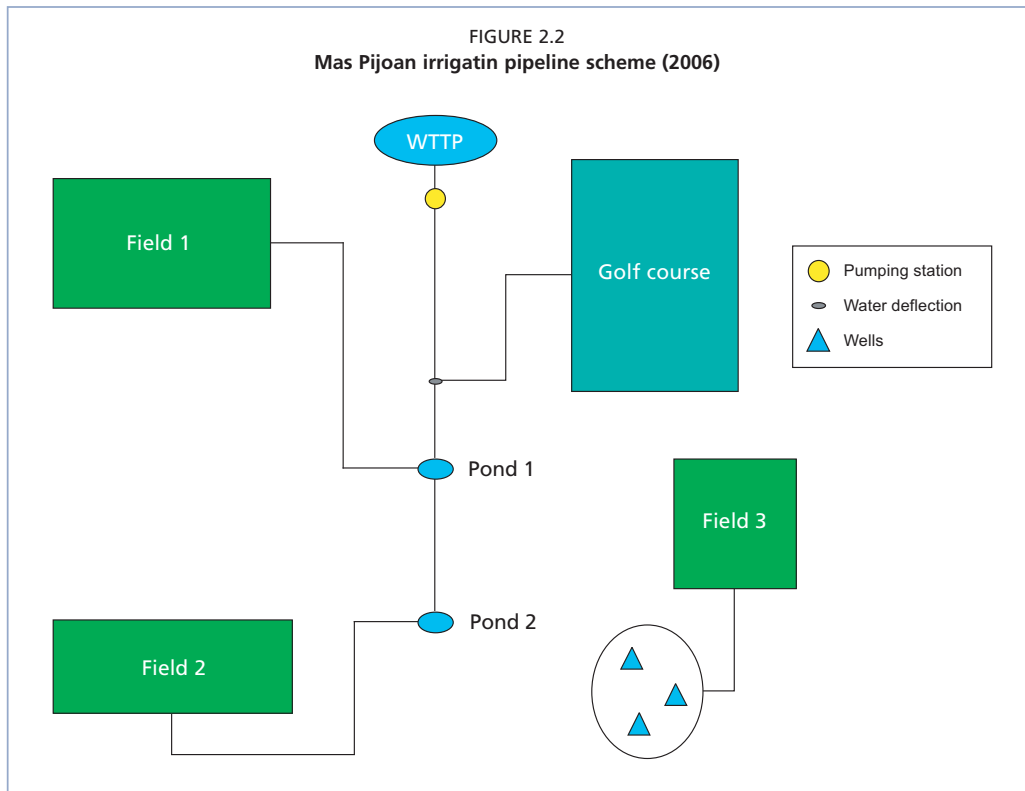 FIGURE 2.2
Mas Pijoan irrigatin pipeline scheme (2006)
WTTP
Field 1
Golf course
Pumping station
Water deflection
Wells
Pond 1
Field 3
Pond 2
Field 2